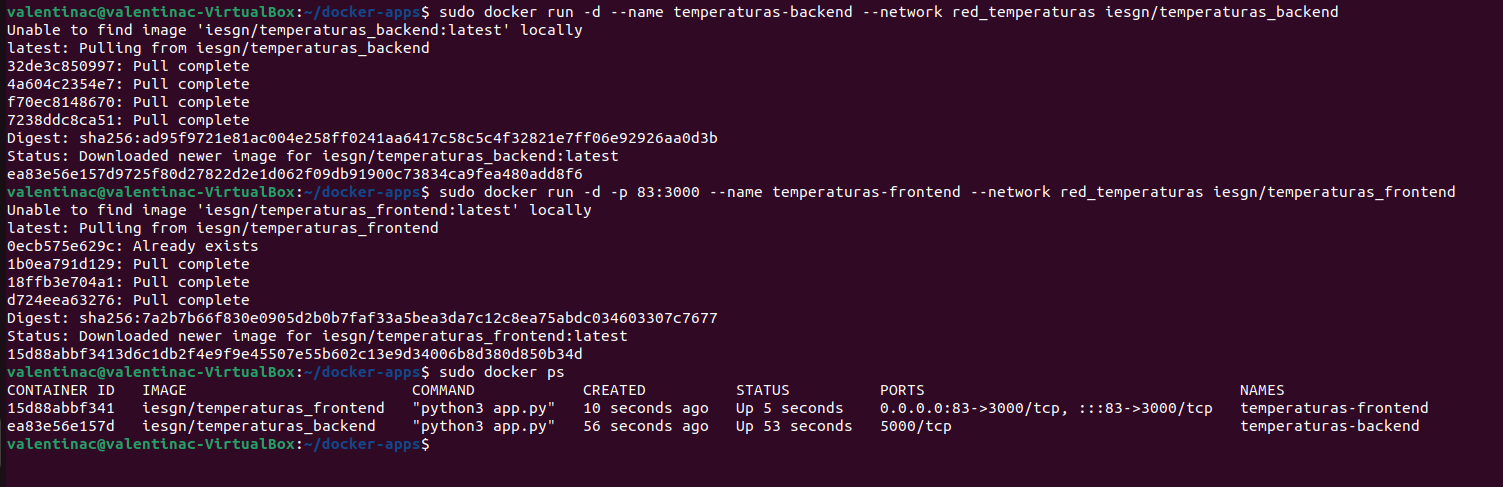 valentinac@valentinac-VirtualBox:~/docker-apps$ sudo docker run -d --name temperaturas-backend --network red_temperaturas iesgn/temperaturas_backend
Unable to find image 'iesgn/temperaturas_backend:latest' locally
latest: Pulling from iesgn/temperaturas_backend
32de3c850997: Pull complete
4a604c2354e7: Pull complete
f70ec8148670: Pull complete
7238ddc8ca51: Pull complete
Digest: sha256:ad95f9721e81ac004e258ff0241aa6417c58c5c4f32821e7ff06e92926aa0d3b
Status: Downloaded newer image for iesgn/temperaturas_backend:latest
ea83e56e157d9725f80d27822d2e1d062f09db91900c73834ca9fea480add8f6
valentinac@valentinac-VirtualBox:~/docker-apps$ sudo docker run -d -p 83:3000 --name temperaturas-frontend --network red_temperaturas iesgn/temperaturas_frontend
Unable to find image 'iesgn/temperaturas_frontend:latest' locally
latest: Pulling from iesgn/temperaturas_frontend
0ecb575e629c: Already exists
1b0ea791d129: Pull complete
18ffb3e704a1: Pull complete
d724eea63276: Pull complete
Digest: sha256:7a2b7b66f830e0905d2b0b7faf33a5bea3da7c12c8ea75abdc034603307c7677
Status: Downloaded newer image for iesgn/temperaturas_frontend:latest
15d88abbf3413d6c1db2f4e9f9e45507e55b602c13e9d34006b8d380d850b34d
valentinac@valentinac-VirtualBox:~/docker-apps$ sudo docker ps
CONTAINER ID   IMAGE                        COMMAND            CREATED          STATUS          PORTS                                   NAMES
15d88abbf341   iesgn/temperaturas_frontend   "python3 app.py"   10 seconds ago   Up 5 seconds    0.0.0.0:83->3000/tcp, :::83->3000/tcp   temperaturas-frontend
ea83e56e157d   iesgn/temperaturas_backend    "python3 app.py"   56 seconds ago   Up 53 seconds   5000/tcp                                temperaturas-backend
valentinac@valentinac-VirtualBox:~/docker-apps$